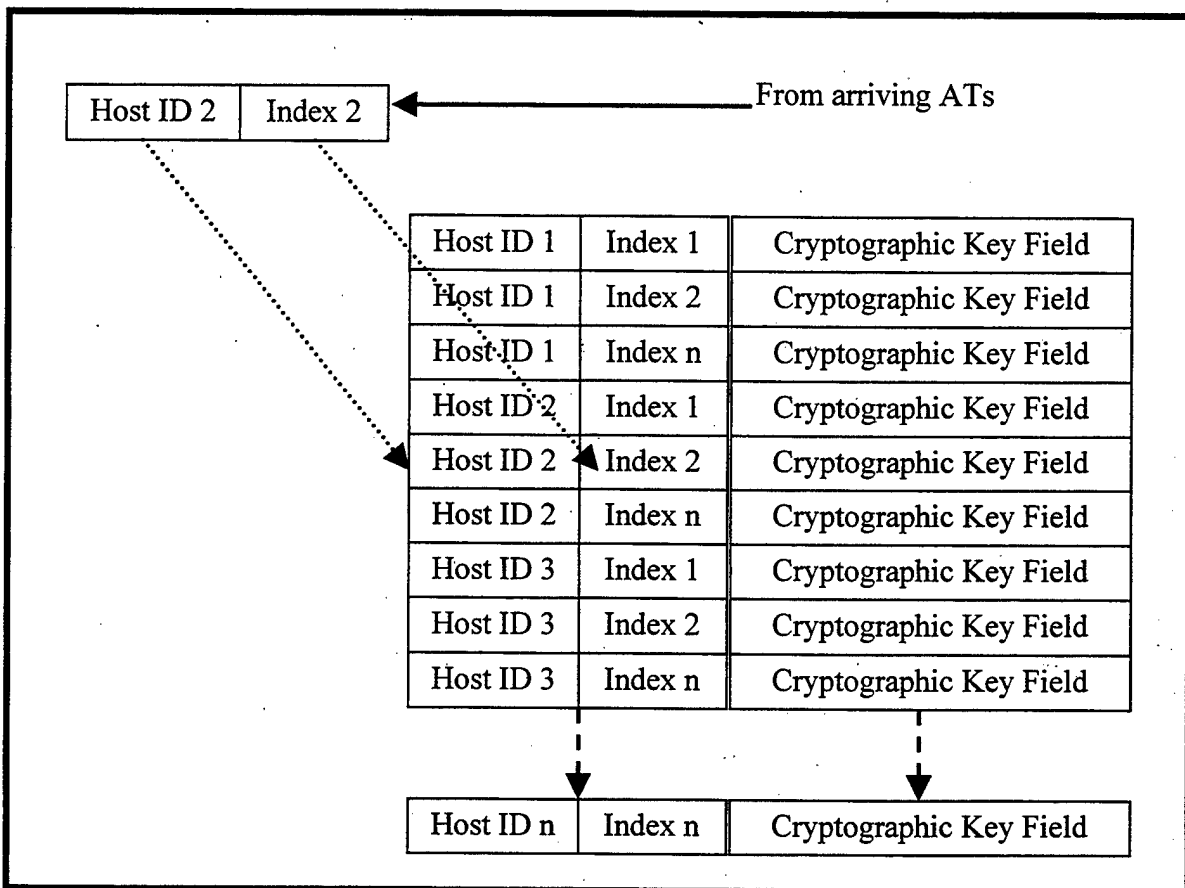 Host ID 2 Index 2 From arriving ATs
Host ID 1 Index 1 Cryptographic Key Field
Host ID 1 Index 2 Cryptographic Key Field
Host ID 1 Index n Cryptographic Key Field
Host ID 2 Index 1 Cryptographic Key Field
Host ID 2 Index 2 Cryptographic Key Field
Host ID 2 Index n Cryptographic Key Field
Host ID 3 Index 1 Cryptographic Key Field
Host ID 3 Index 2 Cryptographic Key Field
Host ID 3 Index n Cryptographic Key Field
Host ID n Index n Cryptographic Key Field